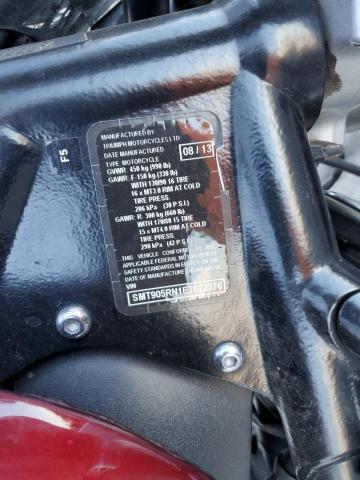 F5
MANUFACTURED BY
TRIUMPH MOTORCYCLES LTD
DATE MANUFACTURED 08 / 13
TYPE MOTORCYCLE
GVWR: 450 kg (990 lb)
GAWR: F-150 kg (330 lb)
WITH 130/90 16 TIRE
16 x MT3.0 RIM AT COLD
TIRE PRESS.
206 kPa (30 P.S.I)
GAWR: R. 300 kg (660 lb)
WITH 170/80 15 TIRE
15 x MT4.0 RIM AT COLD
TIRE PRESS.
290 kPa (42 P.S.I)
THIS VEHICLE CONFORMS TO ALL
APPLICABLE FEDERAL MOTOR VEHICLE
SAFETY STANDARDS IN EFFECT ON THE
DATE OF MANUFACTURE SHOWN ABOVE.
VIN SMT905RN1E1622276